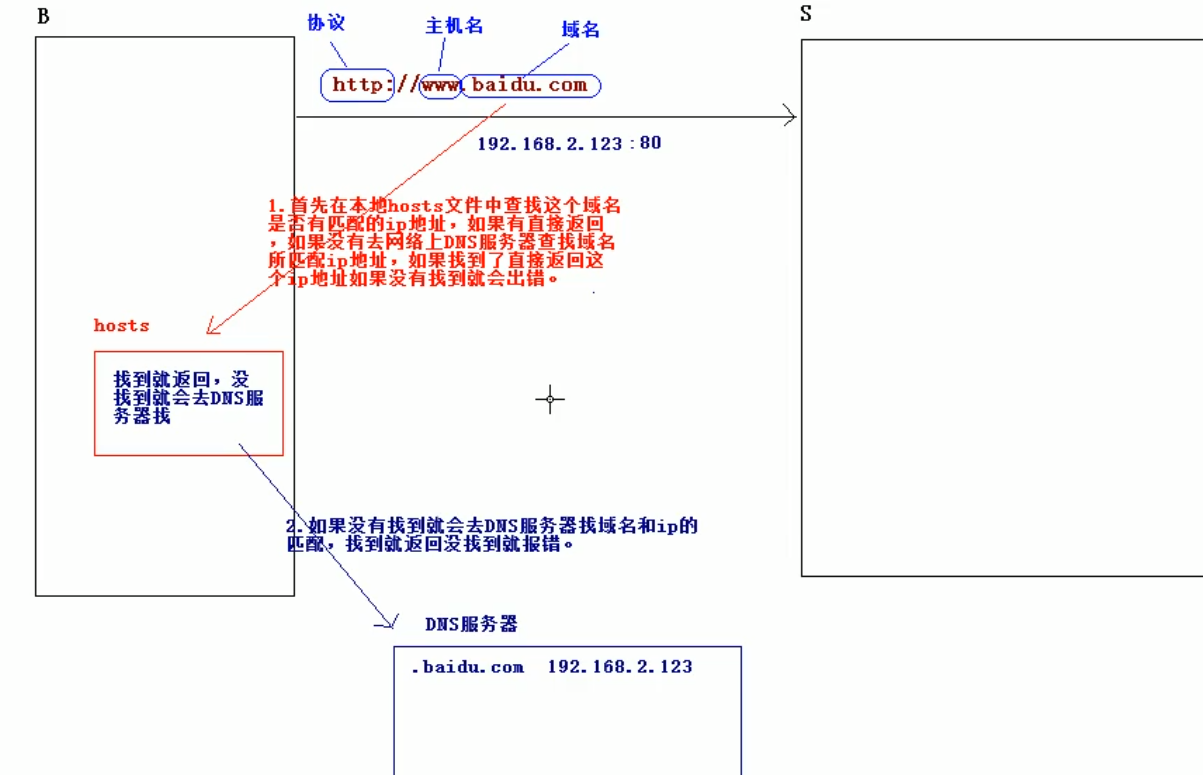 B
S
协议
主机名
域名
http://www.baidu.com
192.168.2.123:80
1.首先在本地hosts文件中查找这个域名
是否有匹配的ip地址，如果有直接返回
，如果没有去网络上DNS服务器查找域名
所匹配ip地址，如果找到了直接返回这
个ip地址如果没有找到就会出错。
hosts
找到就返回，没
找到就会去DNS服
务器找
2.如果没有找到就会去DNS服务器找域名和ip的
匹配，找到就返回没找到就报错。
DNS服务器
.baidu.com 192.168.2.123